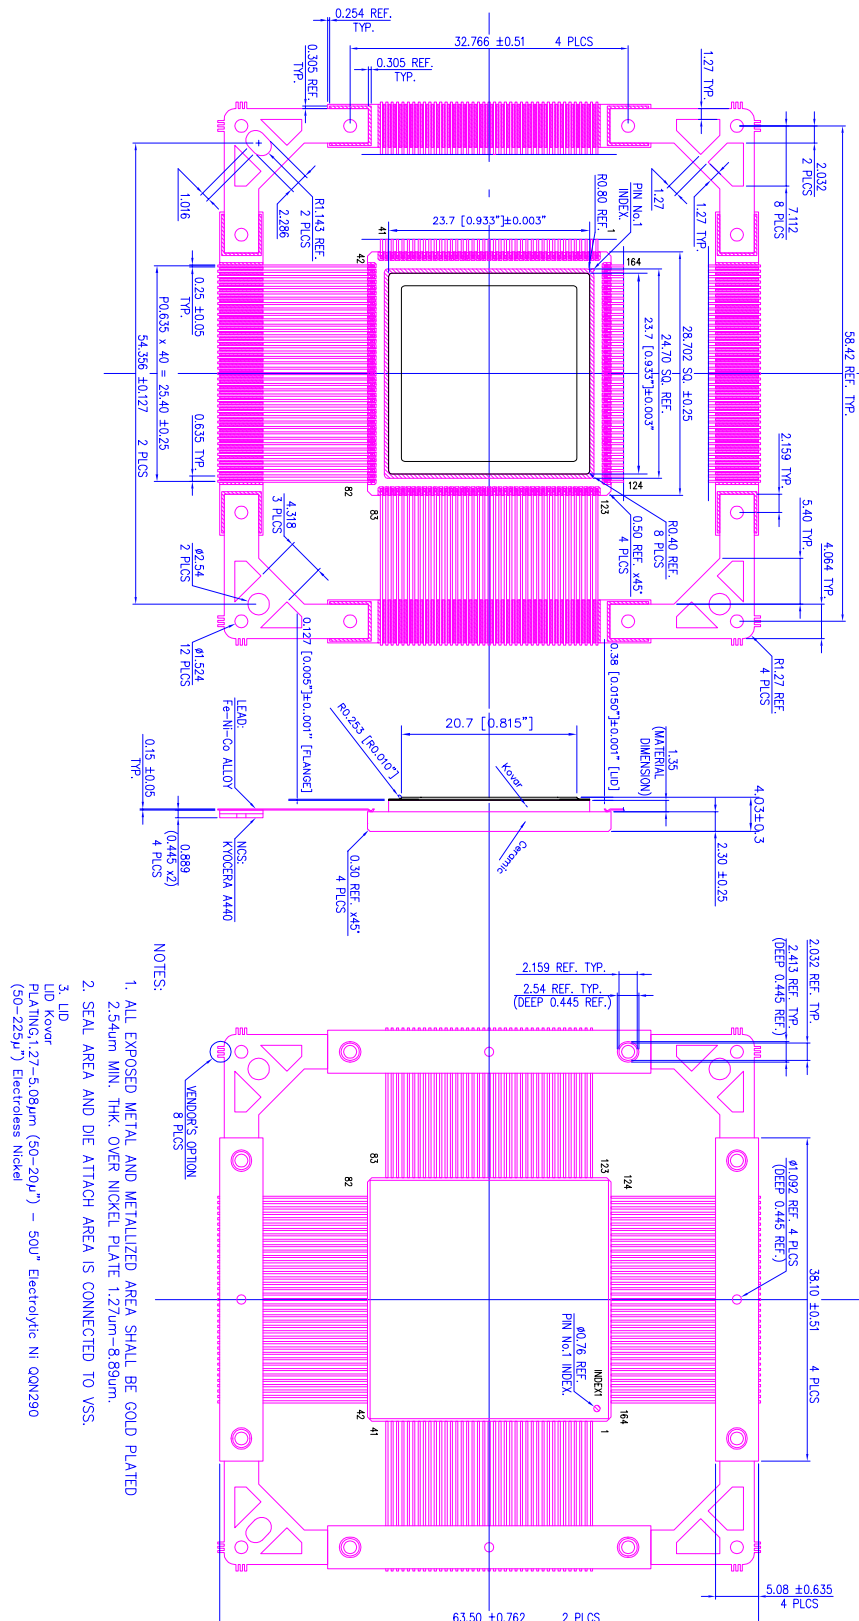 0.254 REF.
TYP.
32.766 ±0.51    4 PLCS
0.305 REF.
TYP.
0.305 REF.
TYP.
1.27 TYP.
2.032
2 PLCS
7.112
8 PLCS
1.27 TYP.
1.27
58.42 REF. TYP.
1.016
2.286
R1.143 REF.
2 PLCS
R0.80 REF.
PIN No.1
INDEX.
23.7 [0.933"]±0.003"
41
1
42
164
0.25 ±0.05
TYP.
P0.635 x 40 = 25.40 ±0.25
54.356 ±0.127    2 PLCS
0.635 TYP.
23.7 [0.933"]±0.003"
24.70 SQ. REF.
28.702 SQ. ±0.25
82
83
124
123
2.159 TYP.
5.40 TYP.
4.064 TYP.
4.318
3 PLCS
R0.40 REF.
8 PLCS
0.50 REF. x45°
4 PLCS
ø2.54
2 PLCS
ø1.524
12 PLCS
R1.27 REF.
4 PLCS
0.127 [0.005"]±0..001" [FLANGE]
0.38 [0.0150"]±0.001" [LID]
LEAD:
Fe-Ni-Co ALLOY
R0.253 [R0.010"]
20.7 [0.815"]
1.35
(MATERIAL
DIMENSION)
Kovar
Ceramic
4.03±0.3
2.30 ±0.25
0.15 ±0.05
TYP.
0.889
(0.445 x2)
4 PLCS
NCS:
KYOCERA A440
0.30 REF. x45°
4 PLCS
2.159 REF. TYP.
2.54 REF. TYP.
(DEEP 0.445 REF.)
2.032 REF. TYP.
2.413 REF. TYP.
(DEEP 0.445 REF.)
VENDOR'S OPTION
8 PLCS
83
82
123
124
ø1.092 REF. 4 PLCS
(DEEP 0.445 REF.)
38.10 ±0.51    4 PLCS
ø0.76 REF.
PIN No.1 INDEX.
INDEX1
42
41
164
1
5.08 ±0.635
4 PLCS
63.50 ±0.762    2 PLCS
NOTES:
1. ALL EXPOSED METAL AND METALLIZED AREA SHALL BE GOLD PLATED
2.54um MIN. THK. OVER NICKEL PLATE 1.27um-8.89um.
2. SEAL AREA AND DIE ATTACH AREA IS CONNECTED TO VSS.
3. LID
LID Kovar
PLATING,1.27-5.08µm (50-20µ") - 50U" Electrolytic Ni QQN290
(50-225µ") Electroless Nickel